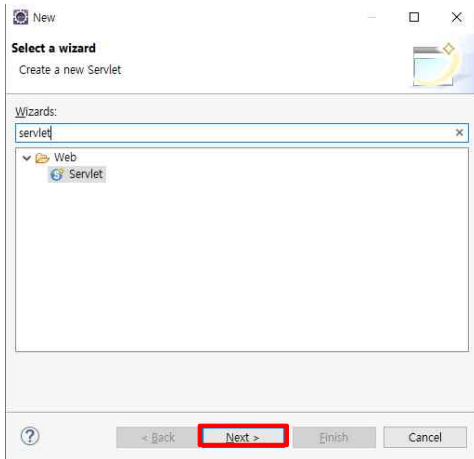 New
Select a wizard
Create a new Servlet
Wizards:
servlet
Web
Servlet
< Back Next > Finish Cancel